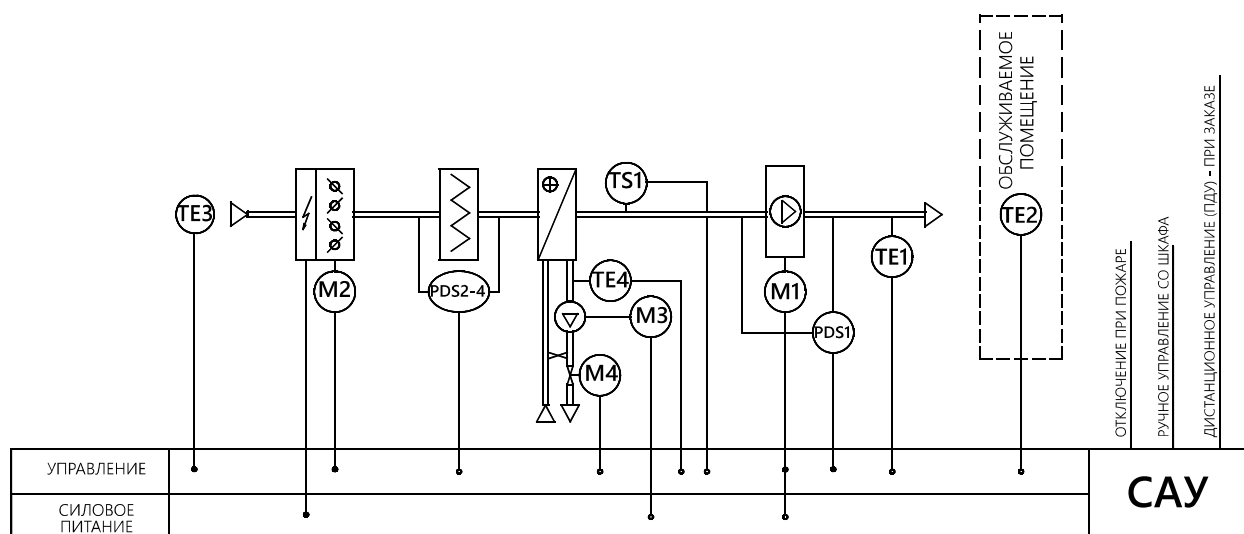 ОБСЛУЖИВАЕМОЕ
ПОМЕЩЕНИЕ
TE3
TS1
TE2
TE1
M2
PDS2-4
TE4
M3
M1
PDS1
M4
ОТКЛЮЧЕНИЕ ПРИ ПОЖАРЕ
РУЧНОЕ УПРАВЛЕНИЕ СО ШКАФА
ДИСТАНЦИОННОЕ УПРАВЛЕНИЕ (ПДУ) - ПРИ ЗАКАЗЕ
УПРАВЛЕНИЕ
СИЛОВОЕ
ПИТАНИЕ
САУ